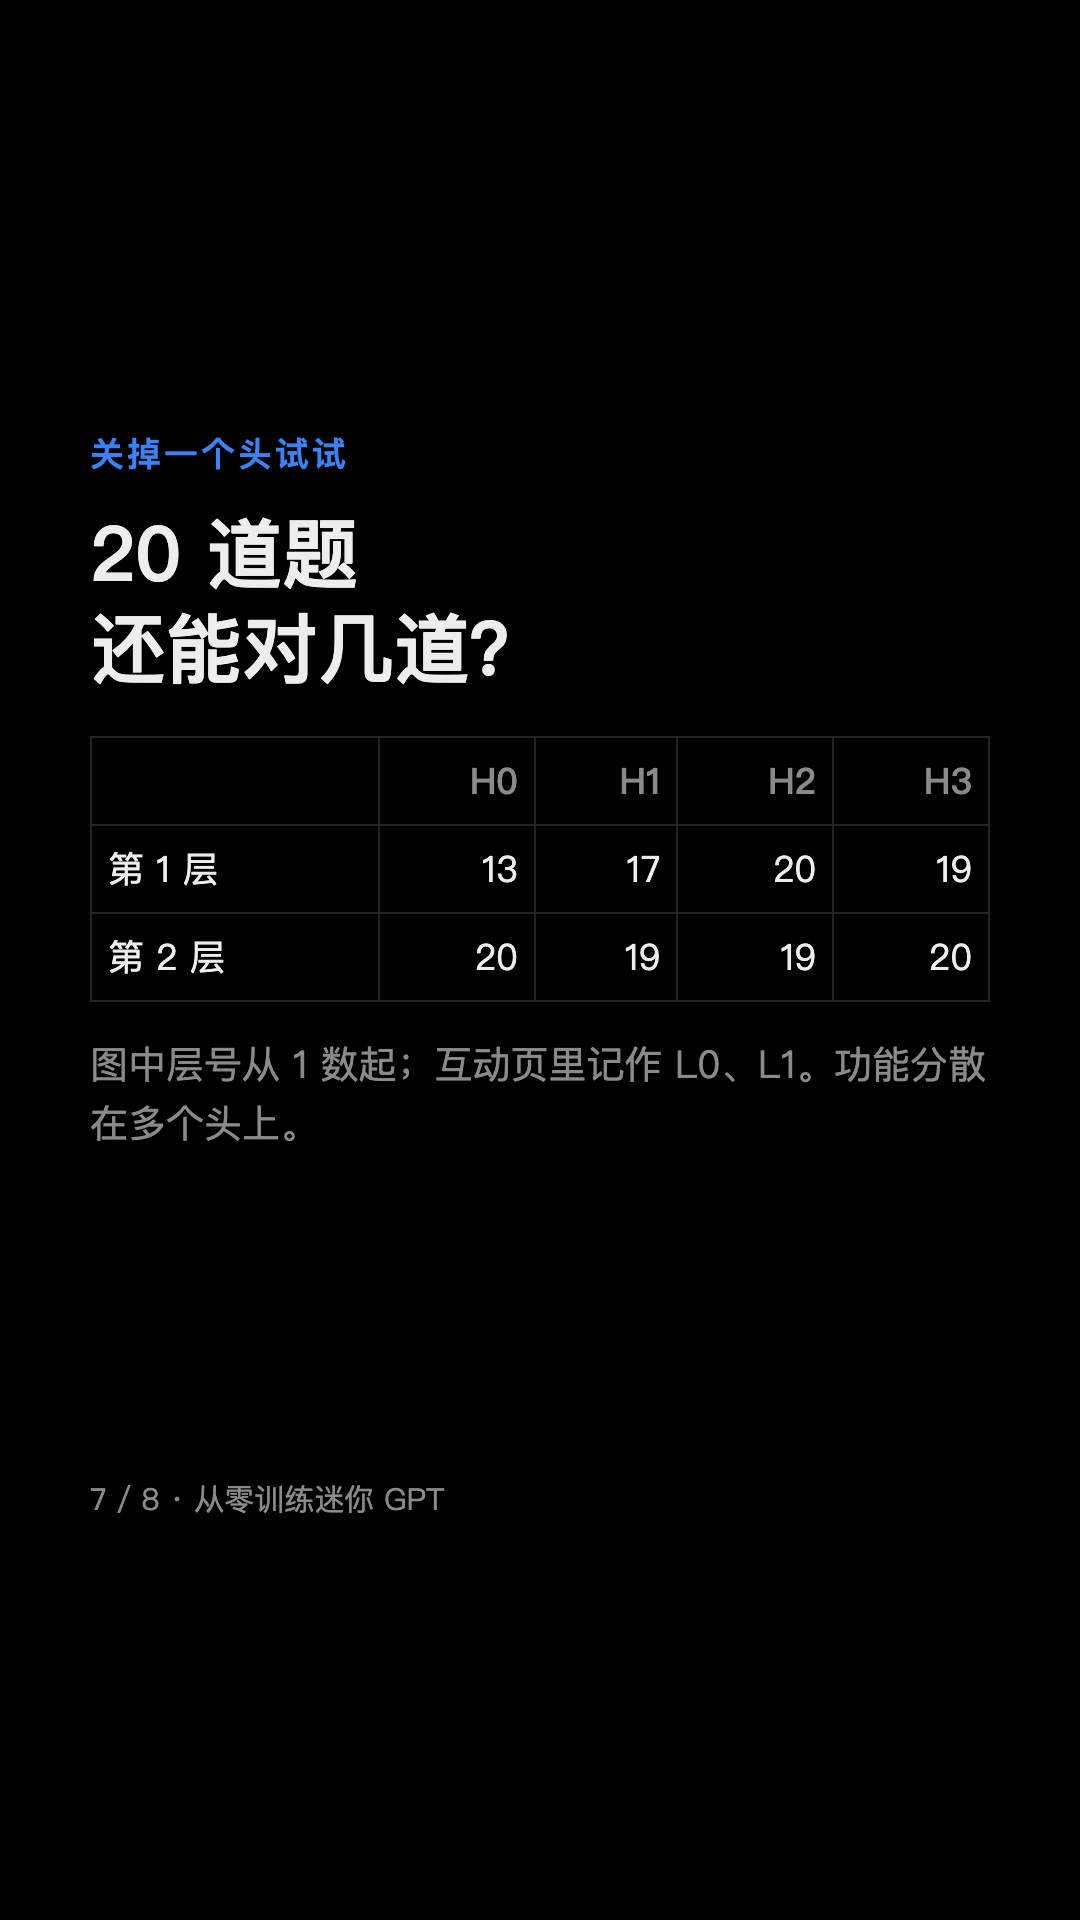 关掉一个头试试
20 道题
还能对几道？
H0 H1 H2 H3
第 1 层 13 17 20 19
第 2 层 20 19 19 20
图中层号从 1 数起；互动页里记作 L0、L1。功能分散
在多个头上。
7 / 8 · 从零训练迷你 GPT